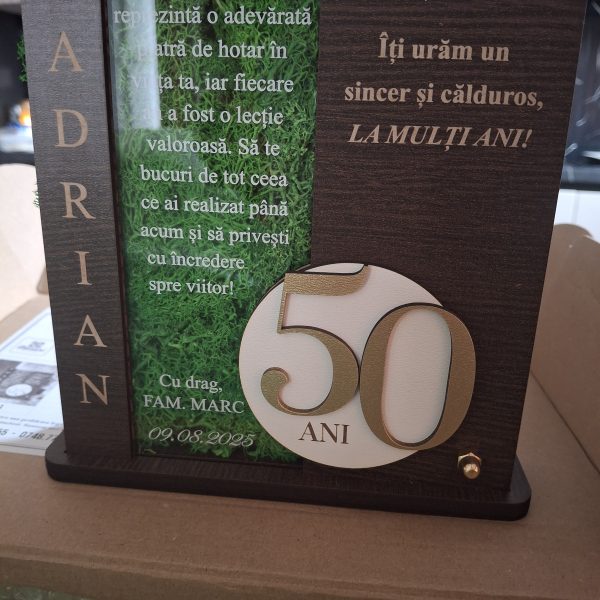 ADRIAN
reprezintă o adevărată
piatră de hotar în
viața ta, iar fiecare
a fost o lecție
valoroasă. Să te
bucuri de tot ceea
ce ai realizat până
acum și să privești
cu încredere
spre viitor!
Cu drag,
FAM. MARC
09.08.2025
Îți urăm un
sincer și călduros,
LA MULȚI ANI!
50
ANI